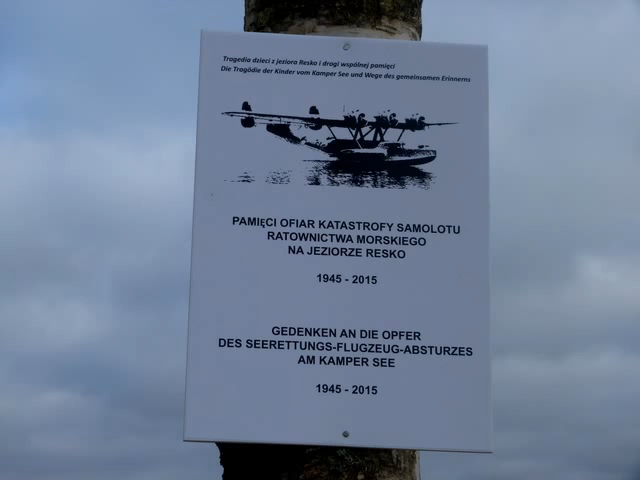 Tragedia dzieci z jeziora Resko i drogi wspólnej pamięci
Die Tragödie der Kinder vom Kamper See und Wege des gemeinsamen Erinnerns
PAMIĘCI OFIAR KATASTROFY SAMOLOTU
RATOWNICTWA MORSKIEGO
NA JEZIORZE RESKO
1945 - 2015
GEDENKEN AN DIE OPFER
DES SEERETTUNGS-FLUGZEUG-ABSTURZES
AM KAMPER SEE
1945 - 2015